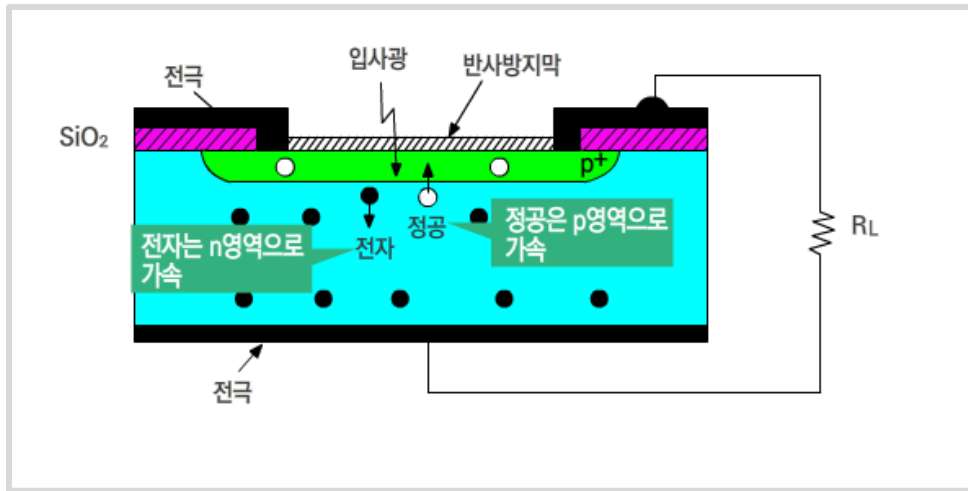 입사광
반사방지막
전극
SiO₂
p+
정공
전자
전자는 n영역으로
가속
정공은 p영역으로
가속
RL
전극